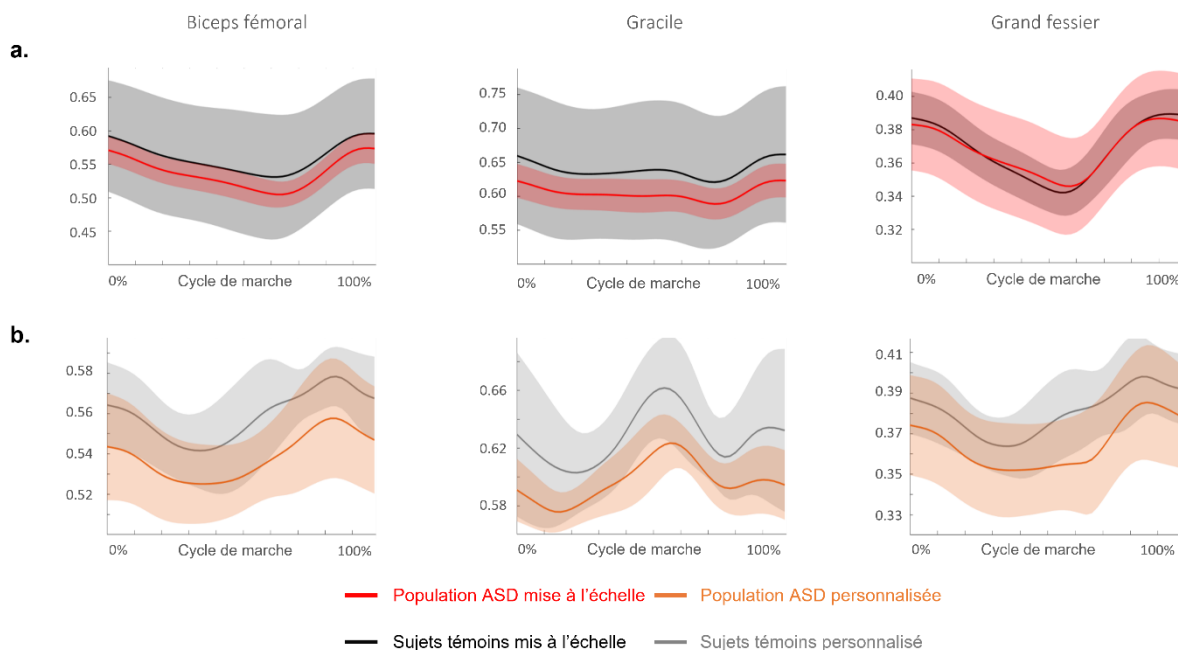 Biceps fémoral
Gracile
Grand fessier
a.
0.65
0.60
0.55
0.50
0.45
0%
Cycle de marche
100%
0.75
0.70
0.65
0.60
0.55
0%
Cycle de marche
100%
0.40
0.38
0.36
0.34
0.32
0%
Cycle de marche
100%
b.
0.58
0.56
0.54
0.52
0%
Cycle de marche
100%
0.66
0.62
0.58
0%
Cycle de marche
100%
0.41
0.39
0.37
0.35
0.33
0%
Cycle de marche
100%
Population ASD mise à l’échelle
Population ASD personnalisée
Sujets témoins mis à l’échelle
Sujets témoins personnalisé